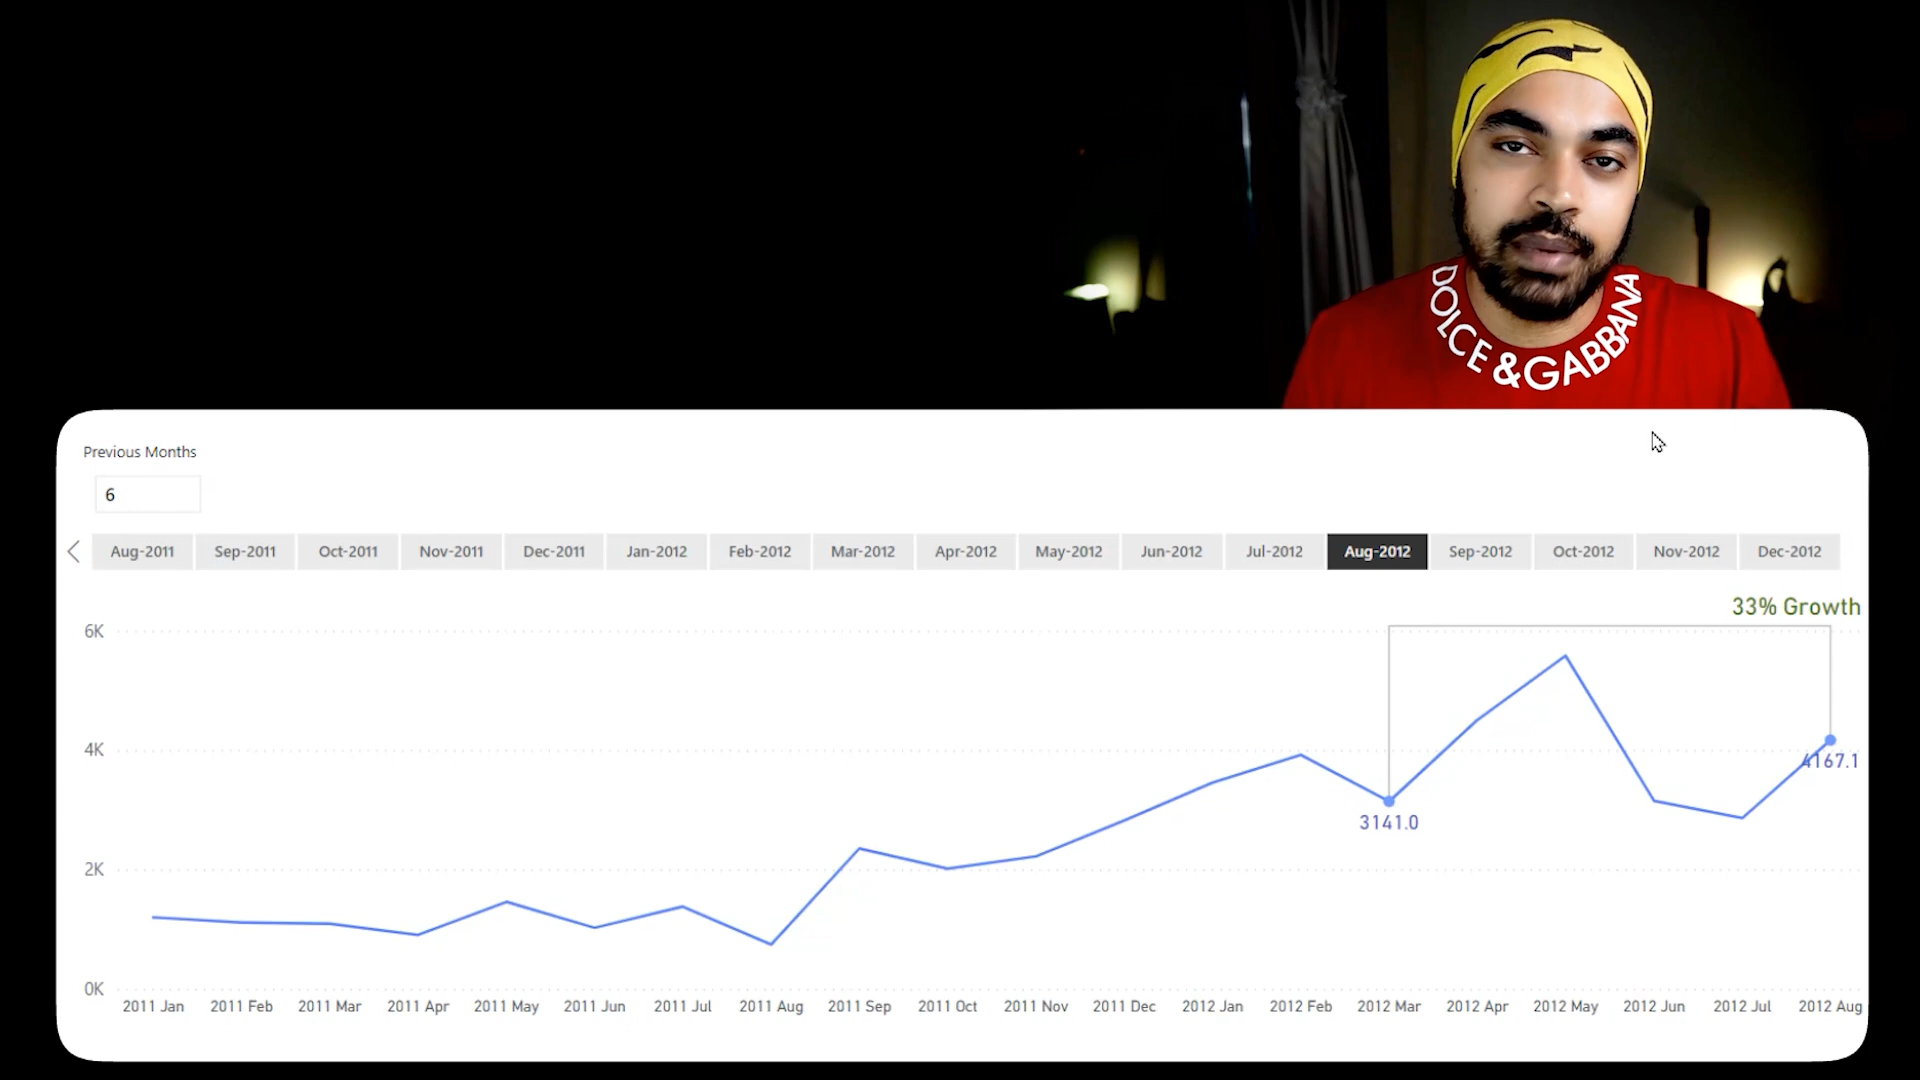 DOLCE & GABBANA
Previous Months
6
Aug-2011 Sep-2011 Oct-2011 Nov-2011 Dec-2011 Jan-2012 Feb-2012 Mar-2012 Apr-2012 May-2012 Jun-2012 Jul-2012 Aug-2012 Sep-2012 Oct-2012 Nov-2012 Dec-2012
33% Growth
6K
4K
4167.1
3141.0
2K
0K
2011 Jan 2011 Feb 2011 Mar 2011 Apr 2011 May 2011 Jun 2011 Jul 2011 Aug 2011 Sep 2011 Oct 2011 Nov 2011 Dec 2012 Jan 2012 Feb 2012 Mar 2012 Apr 2012 May 2012 Jun 2012 Jul 2012 Aug